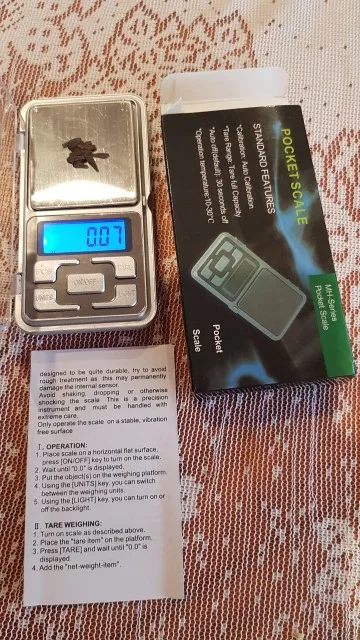 0.07
ON/OFF
POCKET SCALE
STANDARD FEATURES
*Calibration: Auto Calibration
*Tare Range: Tare full Capacity
*Auto off(default): 30 seconds off
*Operation temperature:10-30°C
MH-Series
Pocket Scale
Pocket
Scale
designed to be quite durable, try to avoid
rough treatment as this may permanently
damage the internal sensor.
Avoid shaking, dropping or otherwise
shocking the scale. This is a precision
instrument and must be handled with
extreme care.
Only operate the scale on a stable, vibration
free surface
I. OPERATION:
1. Place scale on a horizontal flat surface,
press [ON/OFF] key to turn on the scale.
2. Wait until "0.0" is displayed.
3. Put the object(s) on the weighing platform.
4. Using the [UNITS] key, you can switch
between the weighing units.
5. Using the [LIGHT] key, you can turn on or
off the backlight.
II. TARE WEIGHING:
1. Turn on scale as described above.
2. Place the "tare item" on the platform.
3. Press [TARE] and wait until "0.0" is
displayed.
4. Add the "net-weight-item".